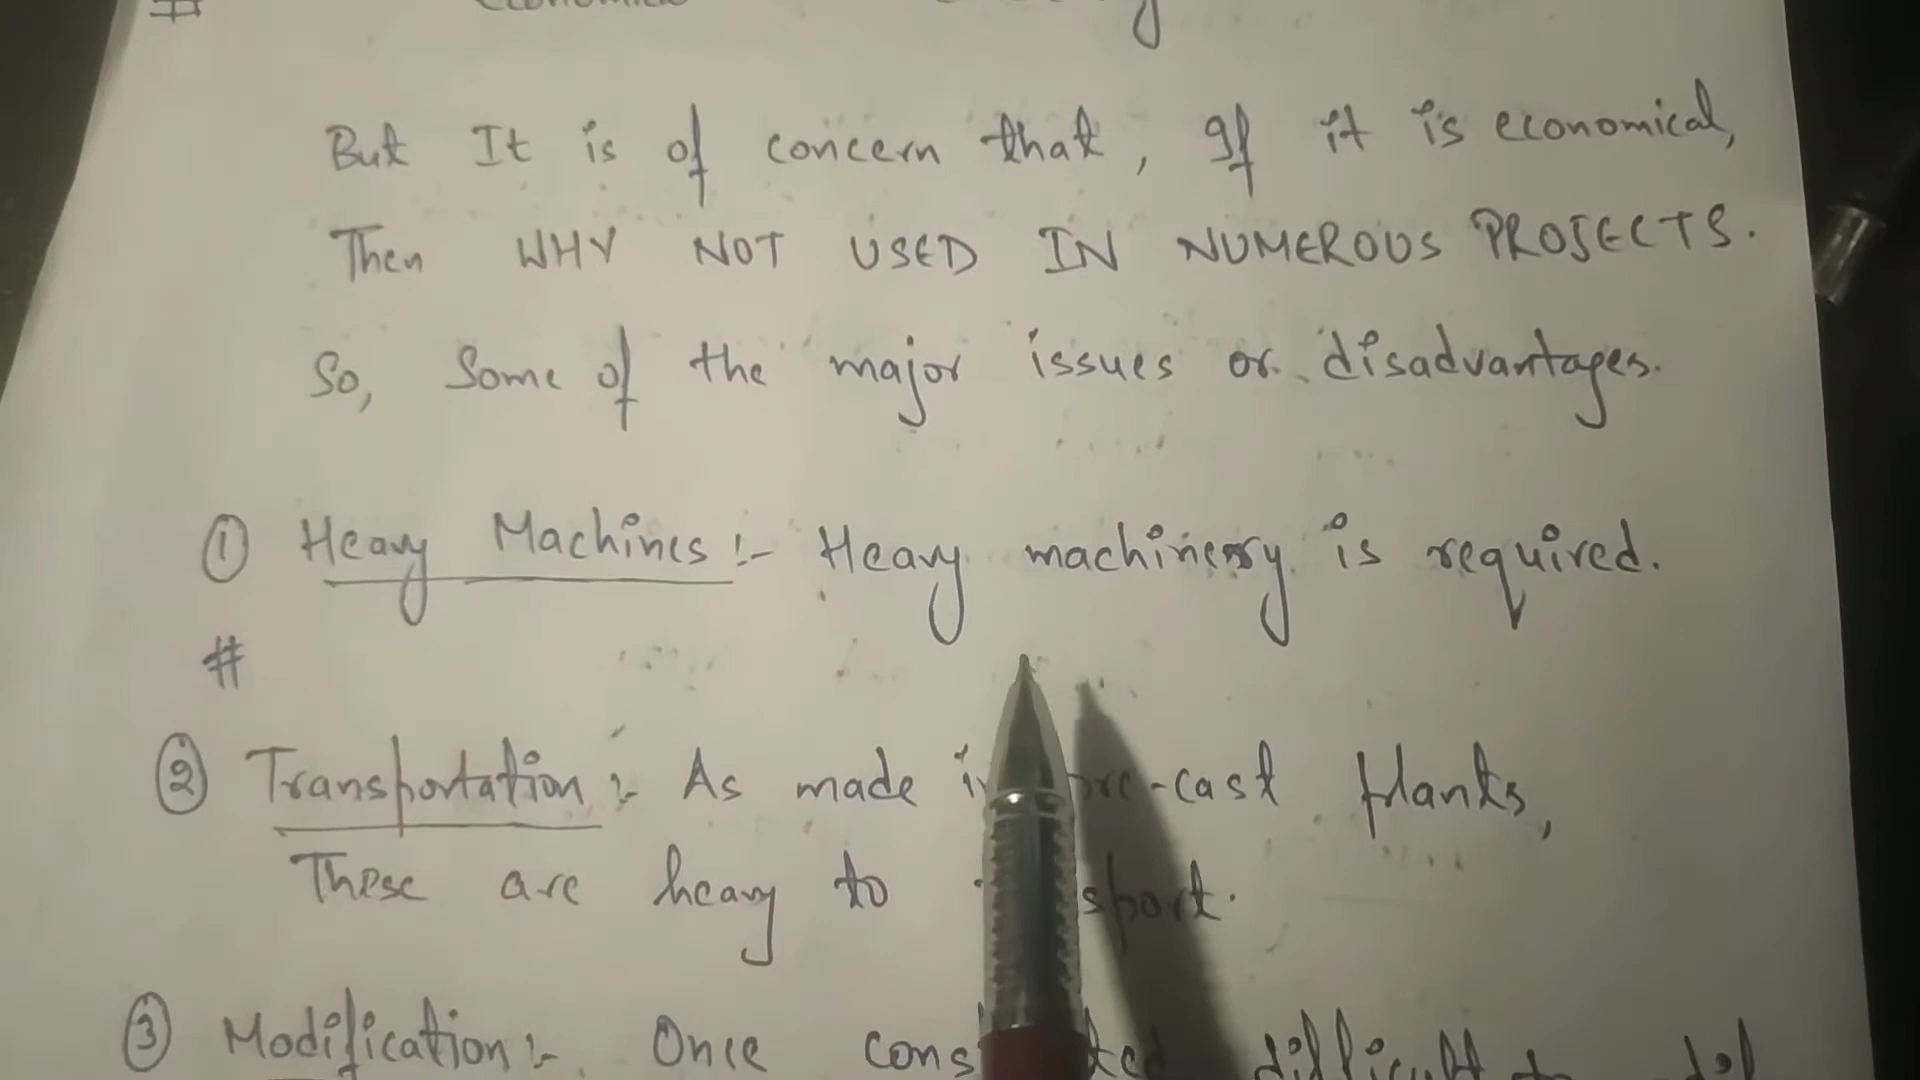 #
But It is of concern that, If it is economical,
Then WHY NOT USED IN NUMEROUS PROJECTS.
So, Some of the major issues or disadvantages.
① Heavy Machines:- Heavy machinery is required.
#
② Transportation:- As made pre-cast plants,
These are heavy to
③ Modification:- Once difficult to